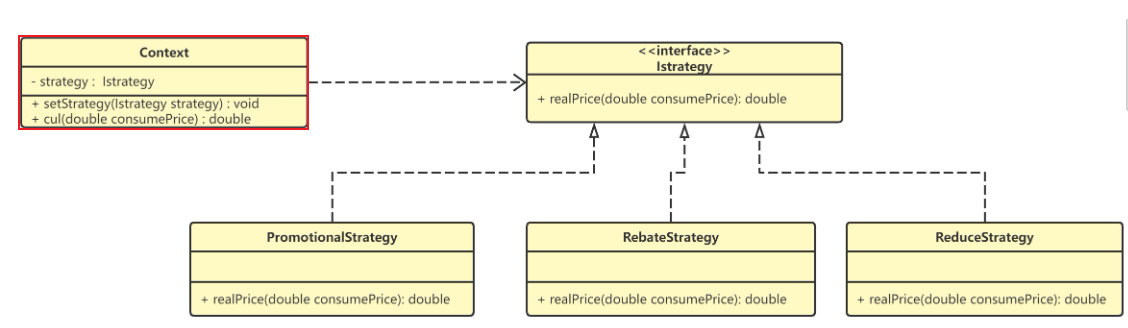 Context
- strategy : Istrategy
+ setStrategy(Istrategy strategy) : void
+ cul(double consumePrice) : double
<<interface>>
Istrategy
+ realPrice(double consumePrice): double
PromotionalStrategy
+ realPrice(double consumePrice): double
RebateStrategy
+ realPrice(double consumePrice): double
ReduceStrategy
+ realPrice(double consumePrice): double